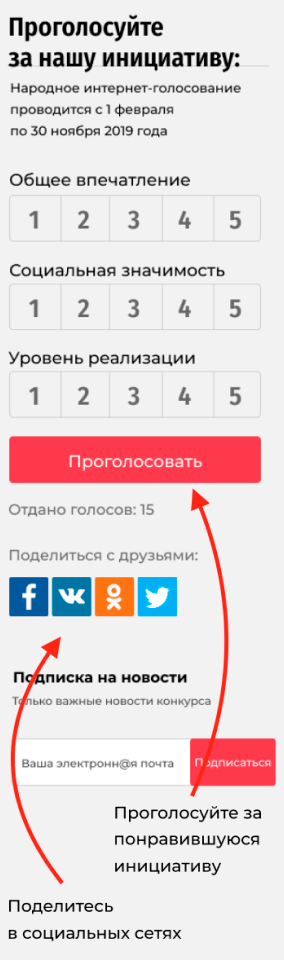 Проголосуйте
за нашу инициативу:
Народное интернет-голосование
проводится с 1 февраля
по 30 ноября 2019 года
Общее впечатление
1 2 3 4 5
Социальная значимость
1 2 3 4 5
Уровень реализации
1 2 3 4 5
Проголосовать
Отдано голосов: 15
Поделиться с друзьями:
Подписка на новости
Только важные новости конкурса
Ваша электронн@я почта Подписаться
Проголосуйте за
понравившуюся
инициативу
Поделитесь
в социальных сетях